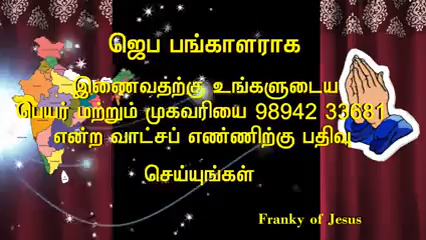 ஜெப பங்காளராக
இணைவதற்கு உங்களுடைய
பெயர் மற்றும் முகவரியை 98942 33681
என்ற வாட்சப் எண்ணிற்கு பதிவு
செய்யுங்கள்
Franky of Jesus